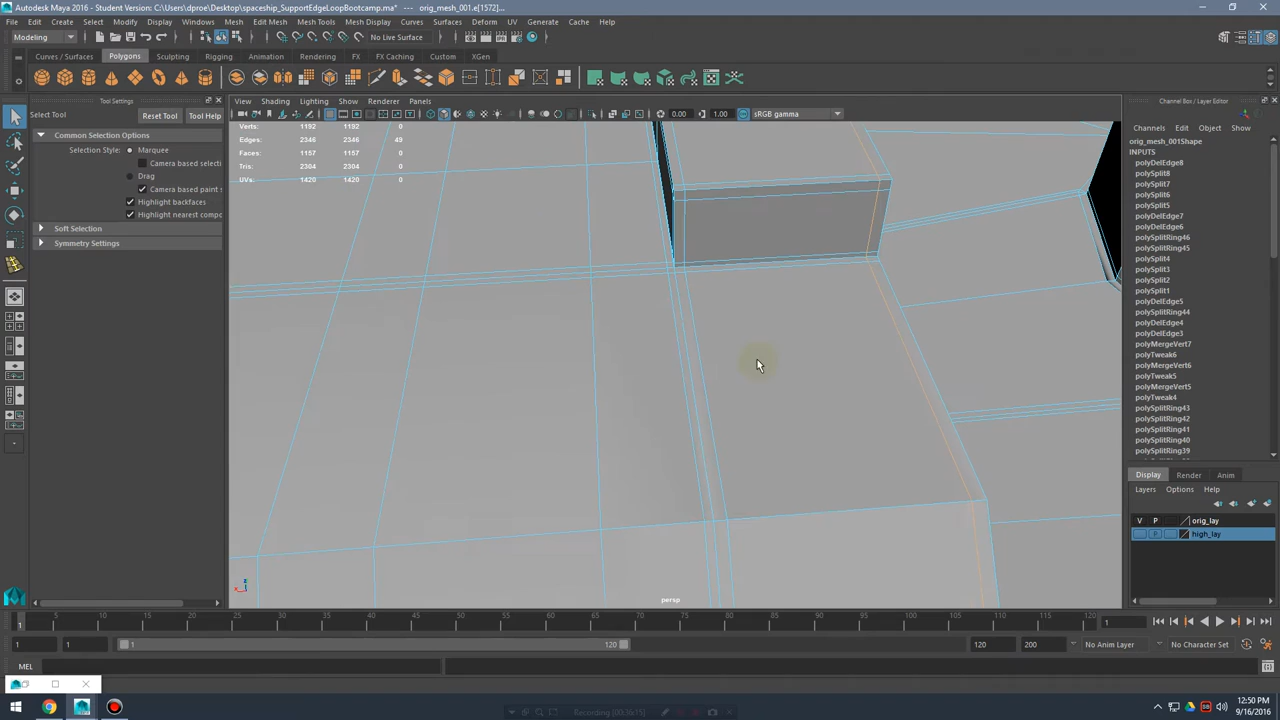 Autodesk Maya 2016 - Student Version: C:\Users\dproe\Desktop\spaceship_SupportEdgeLoopBootcamp.ma* --- orig_mesh_001.e[1572]...
File Edit Create Select Modify Display Windows Mesh Edit Mesh Mesh Tools Mesh Display Curves Surfaces Deform UV Generate Cache Help
Modeling No Live Surface
Curves / Surfaces Polygons Sculpting Rigging Animation Rendering FX FX Caching Custom XGen
Tool Settings
View Shading Lighting Show Renderer Panels
Channel Box / Layer Editor
Select Tool Reset Tool Tool Help
0.00 1.00 sRGB gamma
Channels Edit Object Show
Common Selection Options
Selection Style: Marquee
Camera based selecti
Drag
Camera based paint s
Highlight backfaces
Highlight nearest compo
Soft Selection
Symmetry Settings
Verts: 1192 1192 0
Edges: 2346 2346 49
Faces: 1157 1157 0
Tris: 2304 2304 0
UVs: 1420 1420 0
persp
orig_mesh_001Shape
INPUTS
polyDelEdge8
polySplit8
polySplit7
polySplit6
polySplit5
polyDelEdge7
polyDelEdge6
polySplitRing46
polySplitRing45
polySplit4
polySplit3
polySplit2
polySplit1
polyDelEdge5
polySplitRing44
polyDelEdge4
polyDelEdge3
polyMergeVert7
polyTweak6
polyMergeVert6
polyTweak5
polyMergeVert5
polyTweak4
polySplitRing43
polySplitRing42
polySplitRing41
polySplitRing40
polySplitRing39
Display Render Anim
Layers Options Help
V P orig_lay
P high_lay
1 5 10 15 20 25 30 35 40 45 50 55 60 65 70 75 80 85 90 95 100 105 110 115 120 1
1 1 1 120 120 200 No Anim Layer No Character Set
MEL
Recording [00:36:15]
12:50 PM
9/16/2016